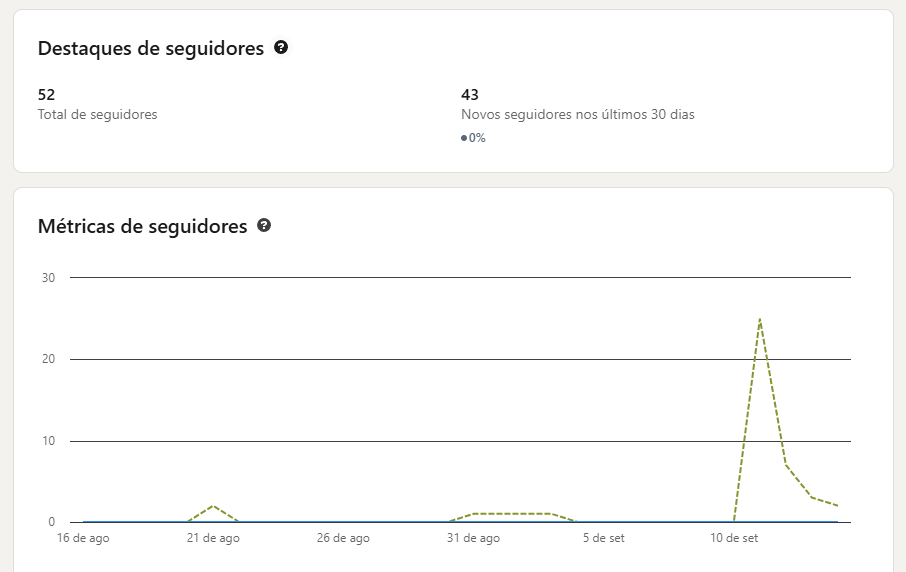 Destaques de seguidores ?
52
Total de seguidores
43
Novos seguidores nos últimos 30 dias
0%
Métricas de seguidores ?
30
20
10
0
16 de ago 21 de ago 26 de ago 31 de ago 5 de set 10 de set